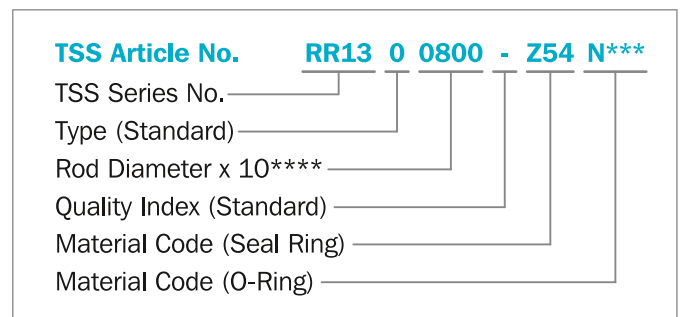 TSS Article No. RR13 0 0800 - Z54 N***
TSS Series No.
Type (Standard)
Rod Diameter x 10****
Quality Index (Standard)
Material Code (Seal Ring)
Material Code (O-Ring)